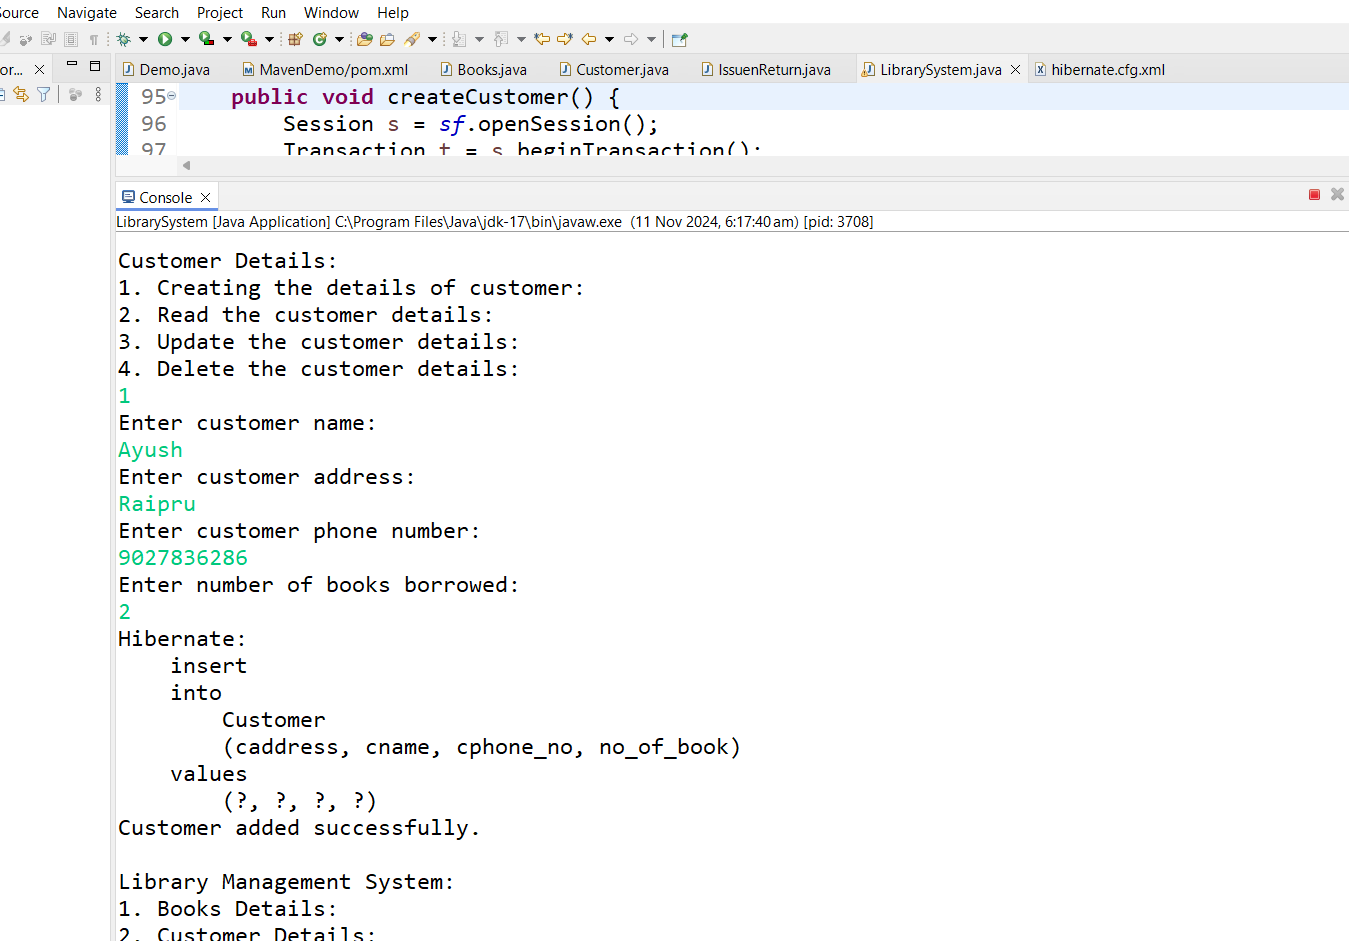 ource Navigate Search Project Run Window Help
or... Demo.java MavenDemo/pom.xml Books.java Customer.java IssuenReturn.java LibrarySystem.java hibernate.cfg.xml
95 public void createCustomer() {
96 Session s = sf.openSession();
97 Transaction t = s.beginTransaction();
Console
LibrarySystem [Java Application] C:\Program Files\Java\jdk-17\bin\javaw.exe (11 Nov 2024, 6:17:40 am) [pid: 3708]
Customer Details:
1. Creating the details of customer:
2. Read the customer details:
3. Update the customer details:
4. Delete the customer details:
1
Enter customer name:
Ayush
Enter customer address:
Raipru
Enter customer phone number:
9027836286
Enter number of books borrowed:
2
Hibernate:
insert
into
Customer
(caddress, cname, cphone_no, no_of_book)
values
(?, ?, ?, ?)
Customer added successfully.
Library Management System:
1. Books Details:
2. Customer Details: